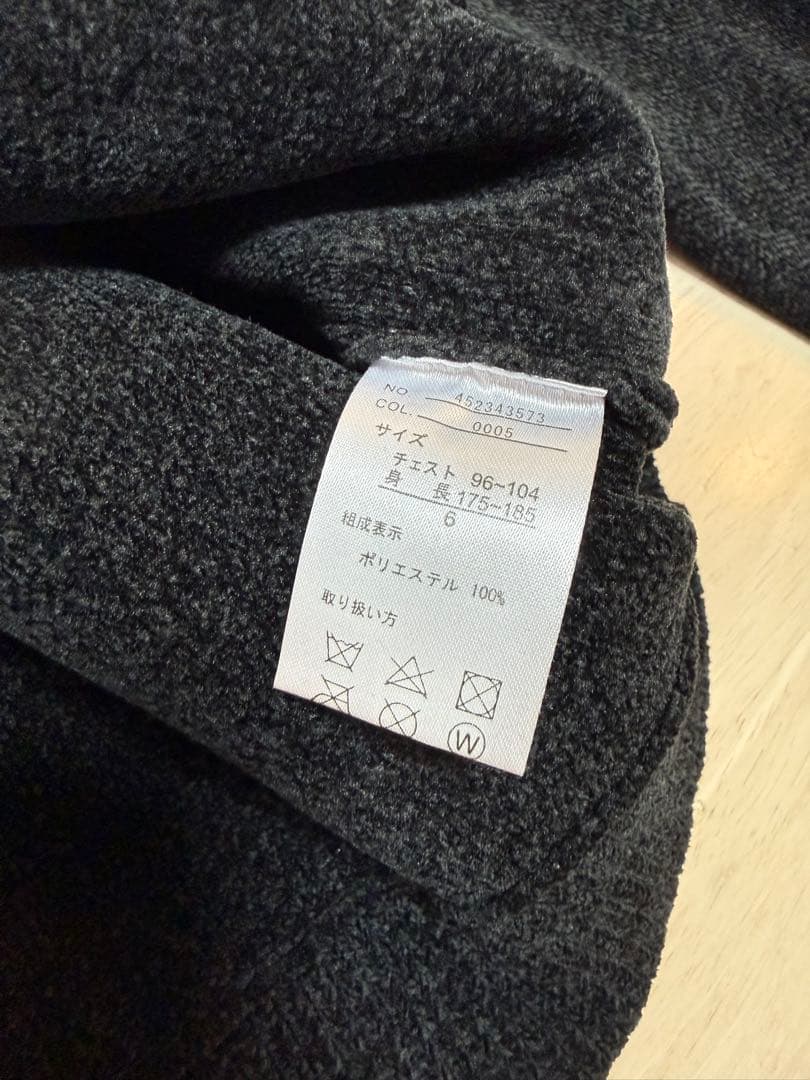 NO. 452343573
COL. 0005
サイズ
チェスト 96~104
身 長 175~185
6
組成表示
ポリエステル 100%
取り扱い方
W